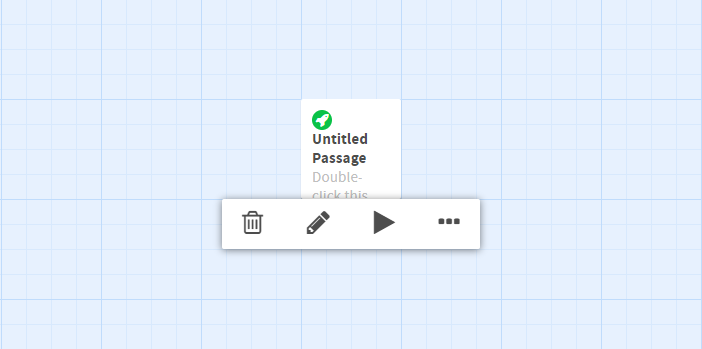 Untitled
Passage
Double-
click this